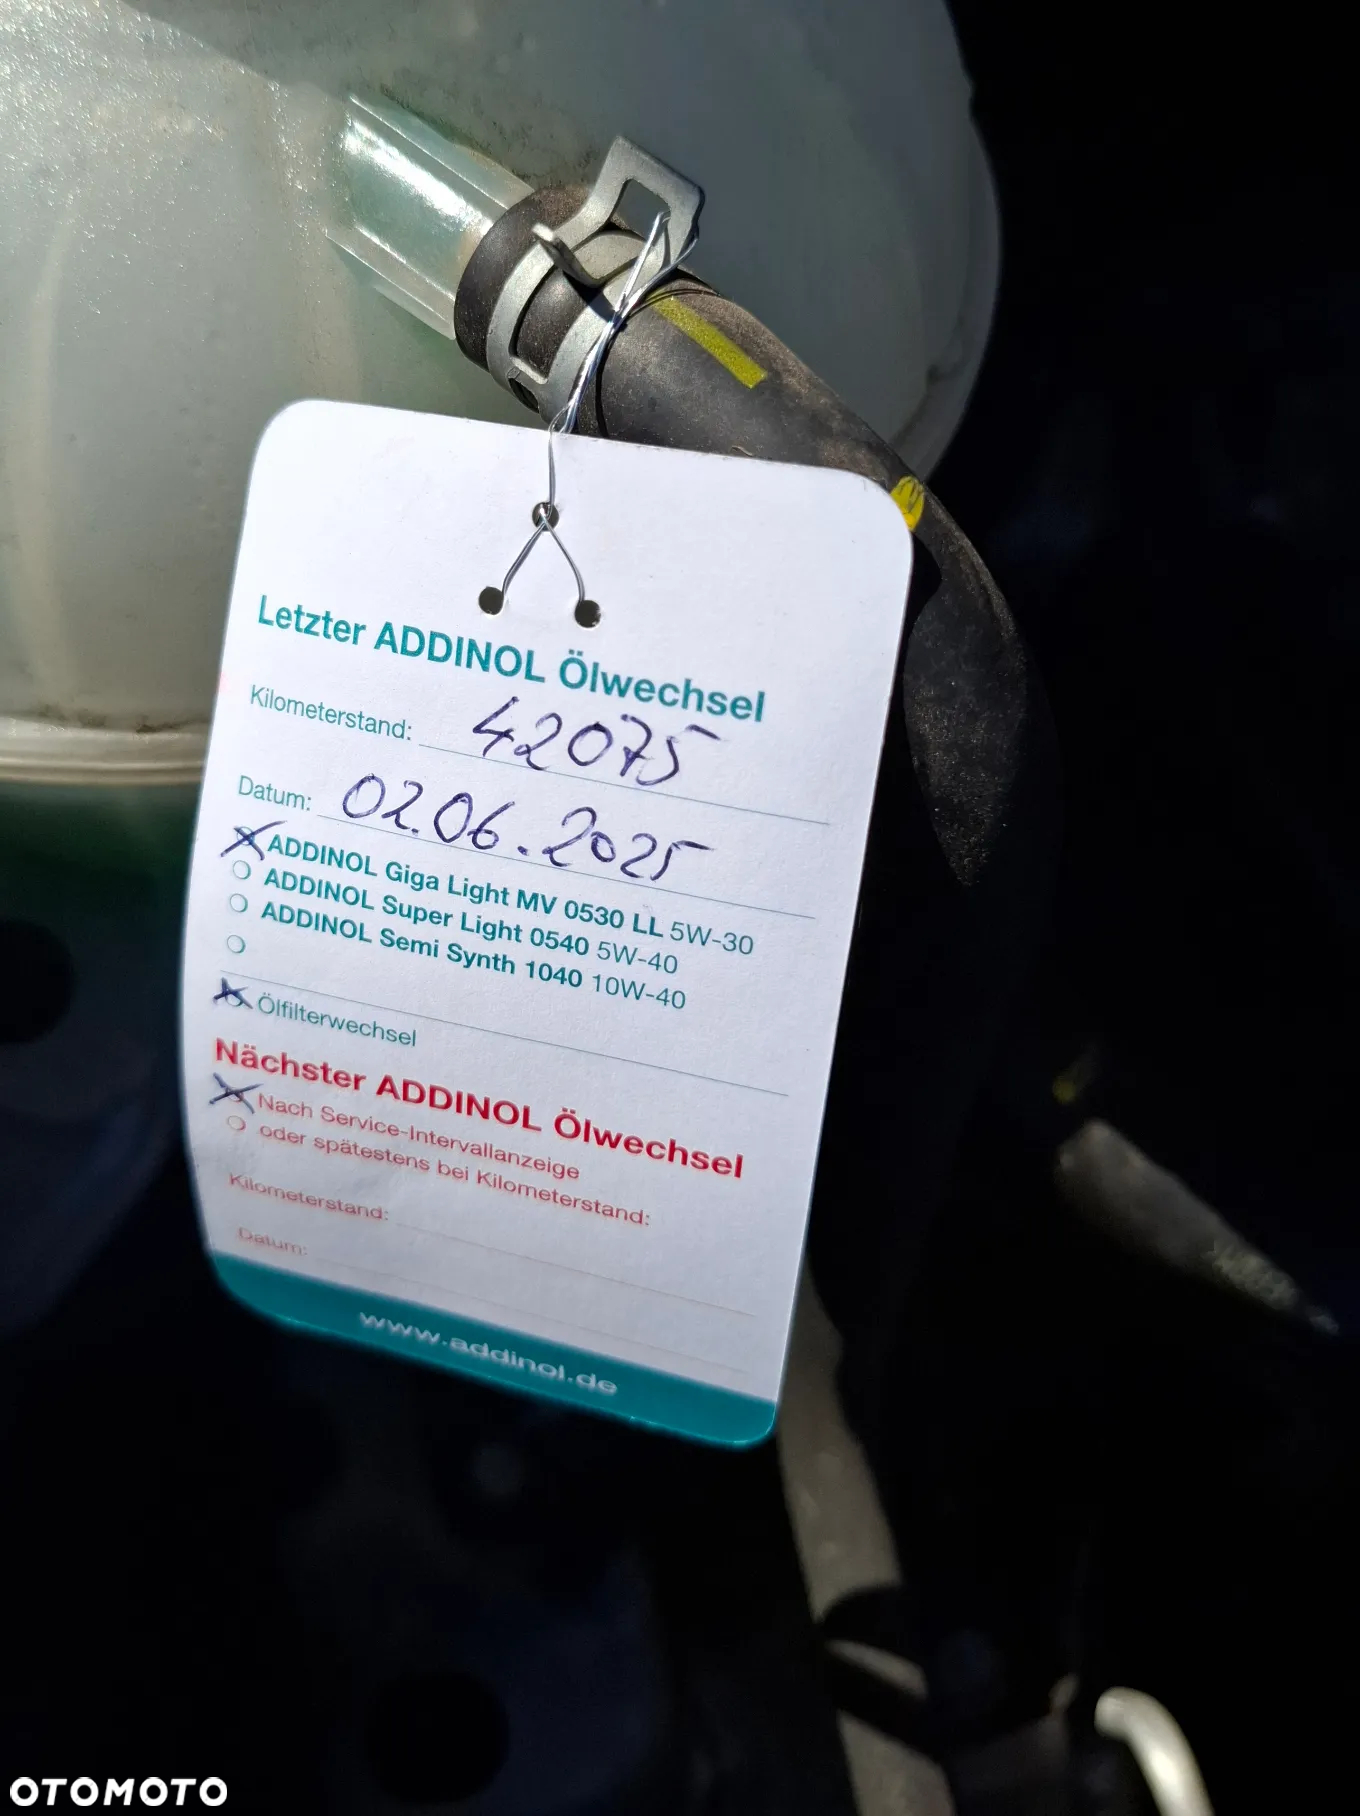 Letzter ADDINOL Ölwechsel
Kilometerstand: 42075
Datum: 02.06.2025
ADDINOL Giga Light MV 0530 LL 5W-30
ADDINOL Super Light 0540 5W-40
ADDINOL Semi Synth 1040 10W-40
Ölfilterwechsel
Nächster ADDINOL Ölwechsel
Nach Service-Intervallanzeige
oder spätestens bei Kilometerstand:
Kilometerstand:
Datum:
www.addinol.de
OTOMOTO